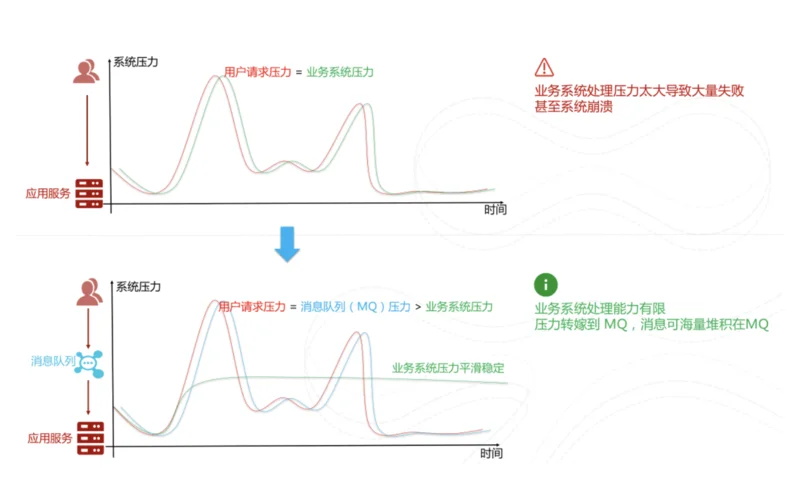 系统压力
用户请求压力 = 业务系统压力
业务系统处理压力太大导致大量失败
甚至系统崩溃
应用服务
时间
系统压力
用户请求压力 = 消息队列（MQ）压力 > 业务系统压力
业务系统处理能力有限
压力转嫁到 MQ，消息可海量堆积在MQ
消息队列
业务系统压力平滑稳定
应用服务
时间